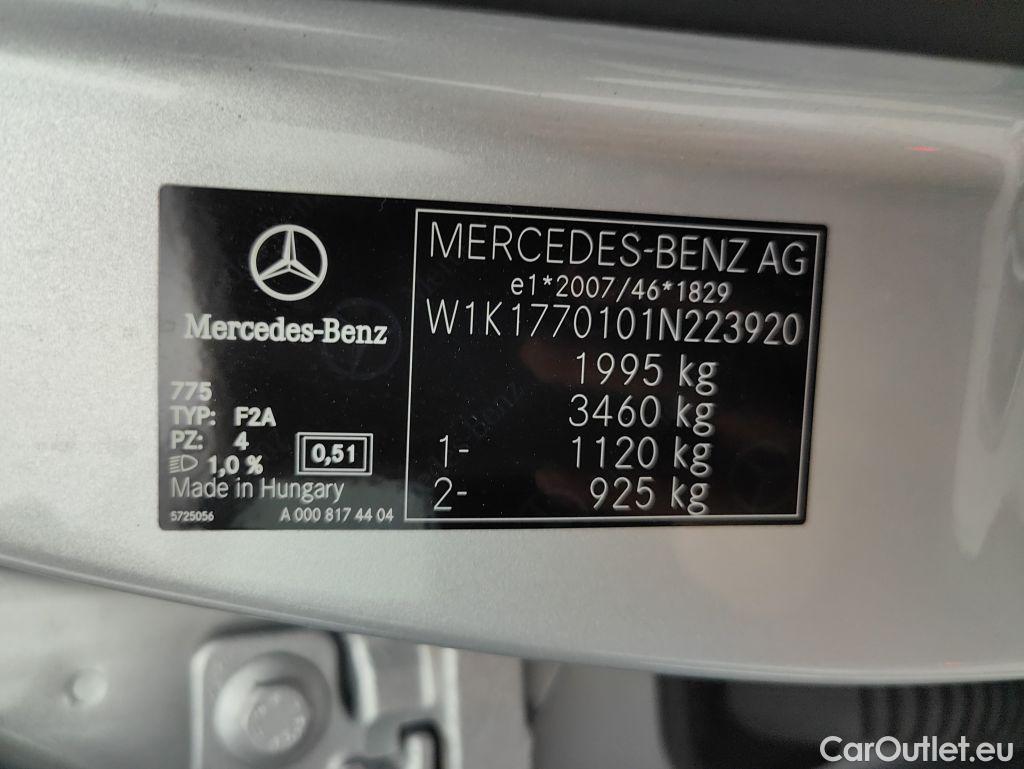 Mercedes-Benz
775
TYP: F2A
PZ: 4
1,0 %
0,51
Made in Hungary
5725056
A 000 817 44 04
MERCEDES-BENZ AG
e1*2007/46*1829
W1K1770101N223920
1995 kg
3460 kg
1- 1120 kg
2- 925 kg
CarOutlet.eu